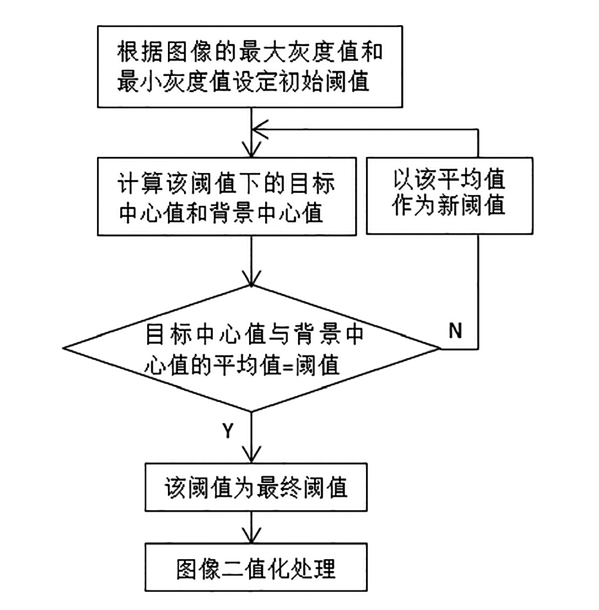 根据图像的最大灰度值和
最小灰度值设定初始阈值
计算该阈值下的目标
中心值和背景中心值
以该平均值
作为新阈值
目标中心值与背景中
心值的平均值=阈值
N
Y
该阈值为最终阈值
图像二值化处理